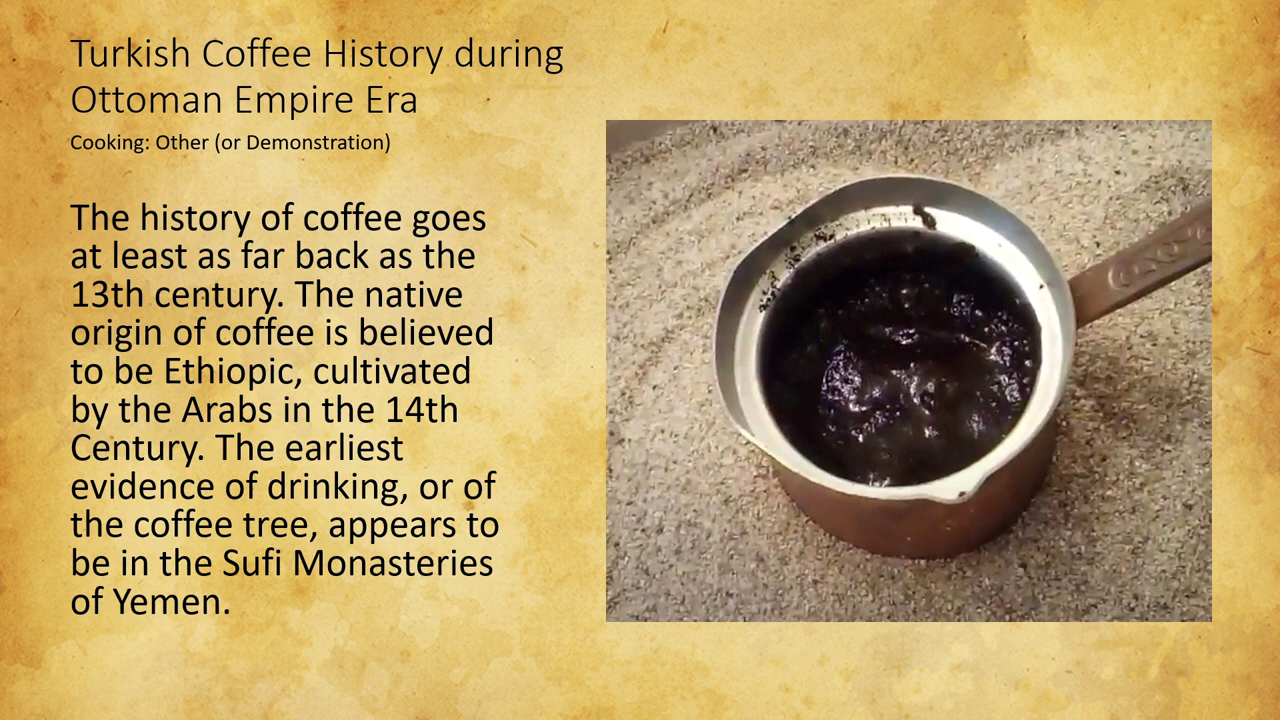 Turkish Coffee History during
Ottoman Empire Era
Cooking: Other (or Demonstration)
The history of coffee goes
at least as far back as the
13th century. The native
origin of coffee is believed
to be Ethiopic, cultivated
by the Arabs in the 14th
Century. The earliest
evidence of drinking, or of
the coffee tree, appears to
be in the Sufi Monasteries
of Yemen.